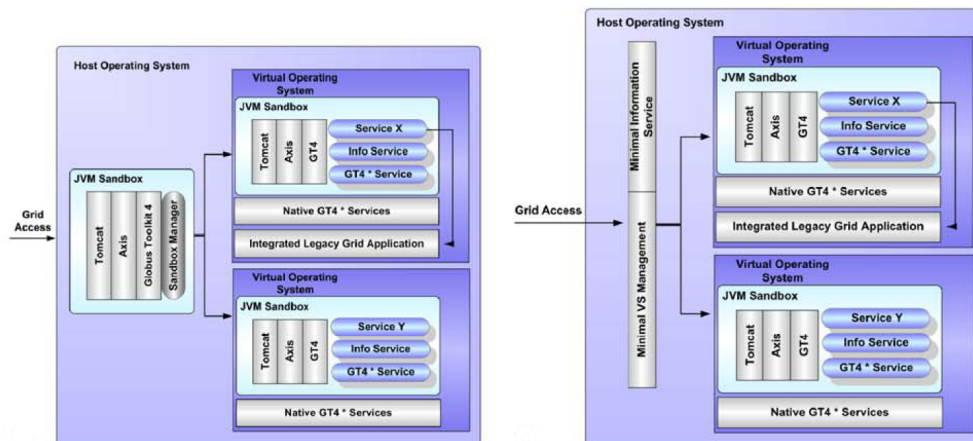 Host Operating System
Virtual Operating
System
JVM Sandbox
Tomcat
Axis
GT4
Service X
Info Service
GT4 * Service
Native GT4 * Services
Integrated Legacy Grid Application
Grid
Access
JVM Sandbox
Tomcat
Axis
Globus Toolkit 4
Sandbox Manager
Virtual Operating
System
JVM Sandbox
Tomcat
Axis
GT4
Service Y
Info Service
GT4 * Service
Native GT4 * Services
Host Operating System
Minimal Information
Service
Minimal VS Management
Grid Access
Virtual Operating
System
JVM Sandbox
Tomcat
Axis
GT4
Service X
Info Service
GT4 * Service
Native GT4 * Services
Integrated Legacy Grid Application
Virtual Operating
System
JVM Sandbox
Tomcat
Axis
GT4
Service Y
Info Service
GT4 * Service
Native GT4 * Services